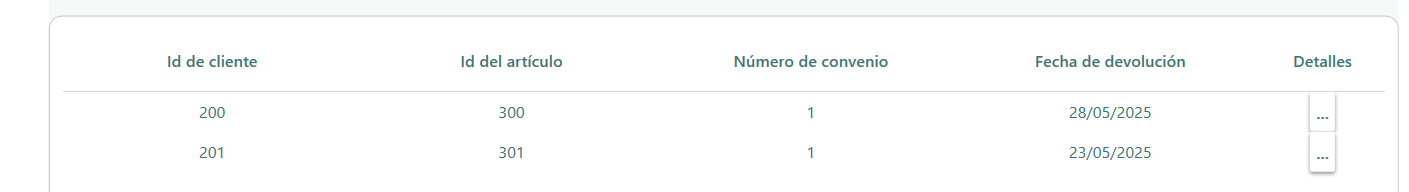 Id de cliente Id del artículo Número de convenio Fecha de devolución Detalles
200 300 1 28/05/2025 ...
201 301 1 23/05/2025 ...